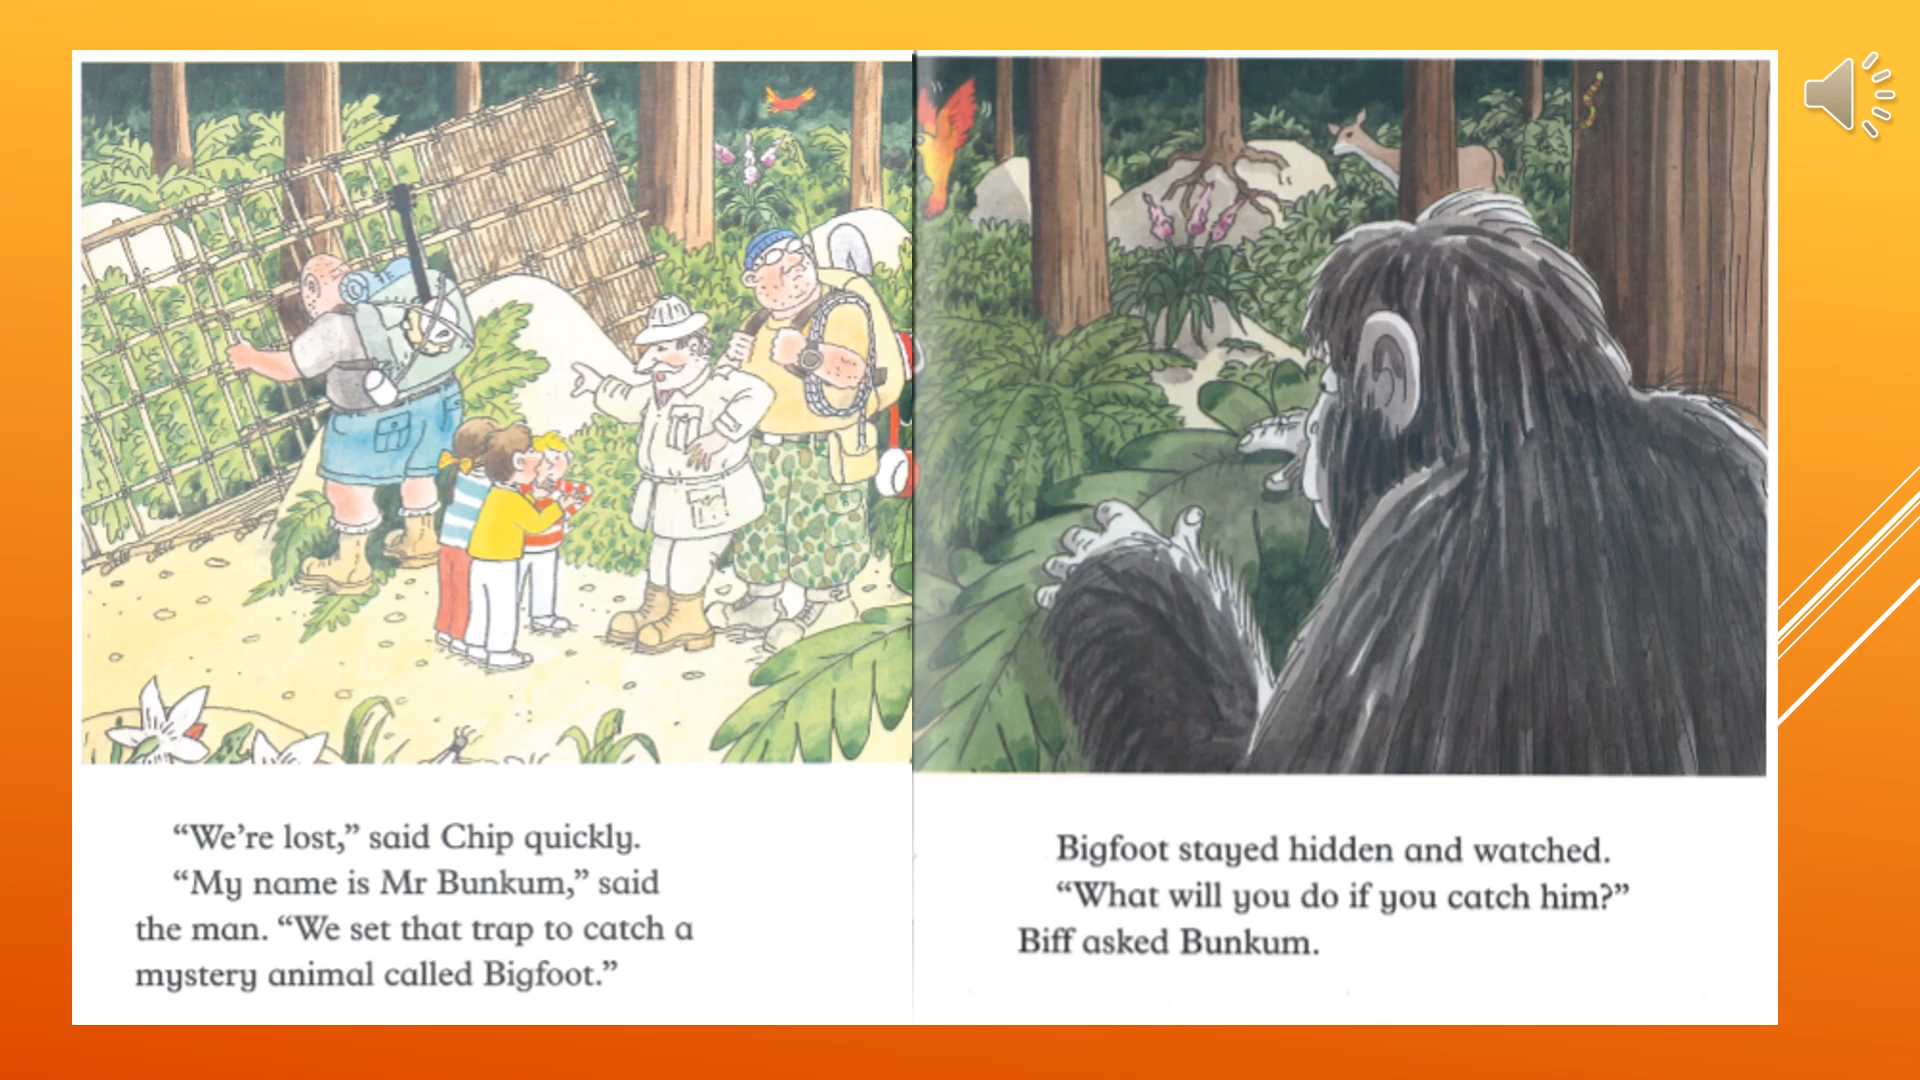 “We’re lost,” said Chip quickly.
“My name is Mr Bunkum,” said
the man. “We set that trap to catch a
mystery animal called Bigfoot.”
Bigfoot stayed hidden and watched.
“What will you do if you catch him?”
Biff asked Bunkum.